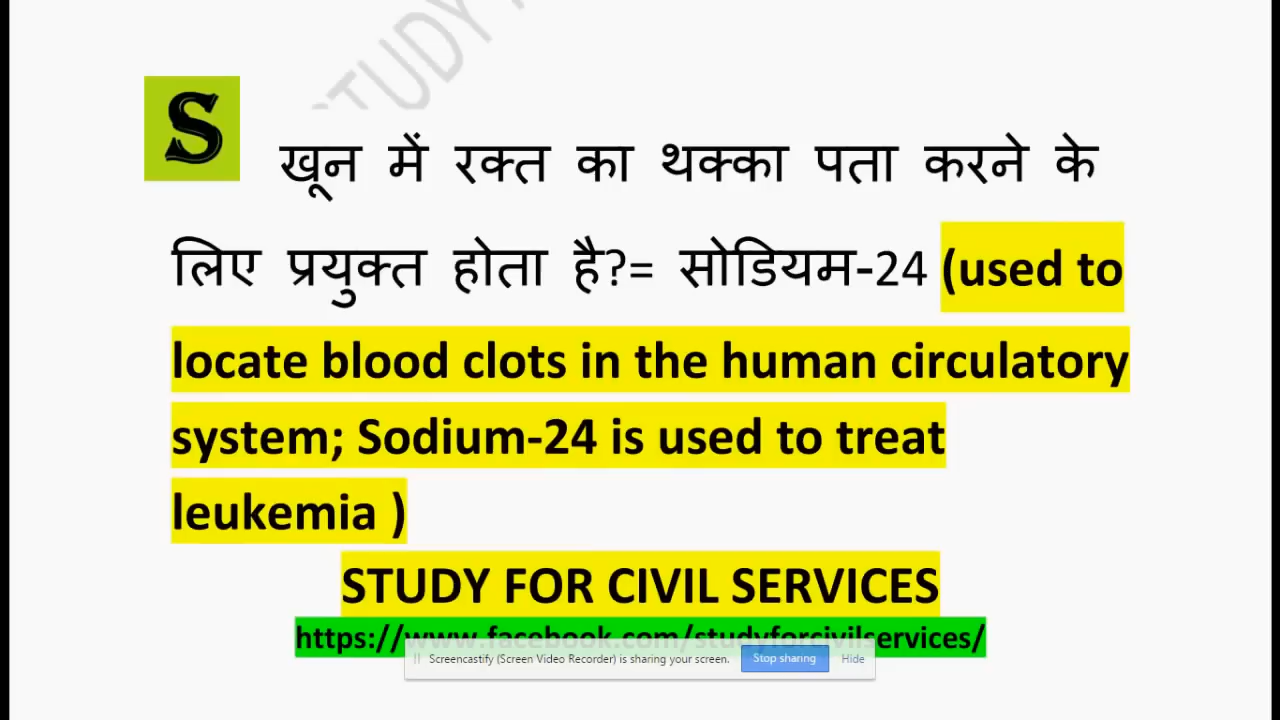 STUDY
S
खून में रक्त का थक्का पता करने के
लिए प्रयुक्त होता है?= सोडियम-24 (used to
locate blood clots in the human circulatory
system; Sodium-24 is used to treat
leukemia )
STUDY FOR CIVIL SERVICES
https://www.facebook.com/studyforcivilservices/
Screencastify (Screen Video Recorder) is sharing your screen. Stop sharing Hide